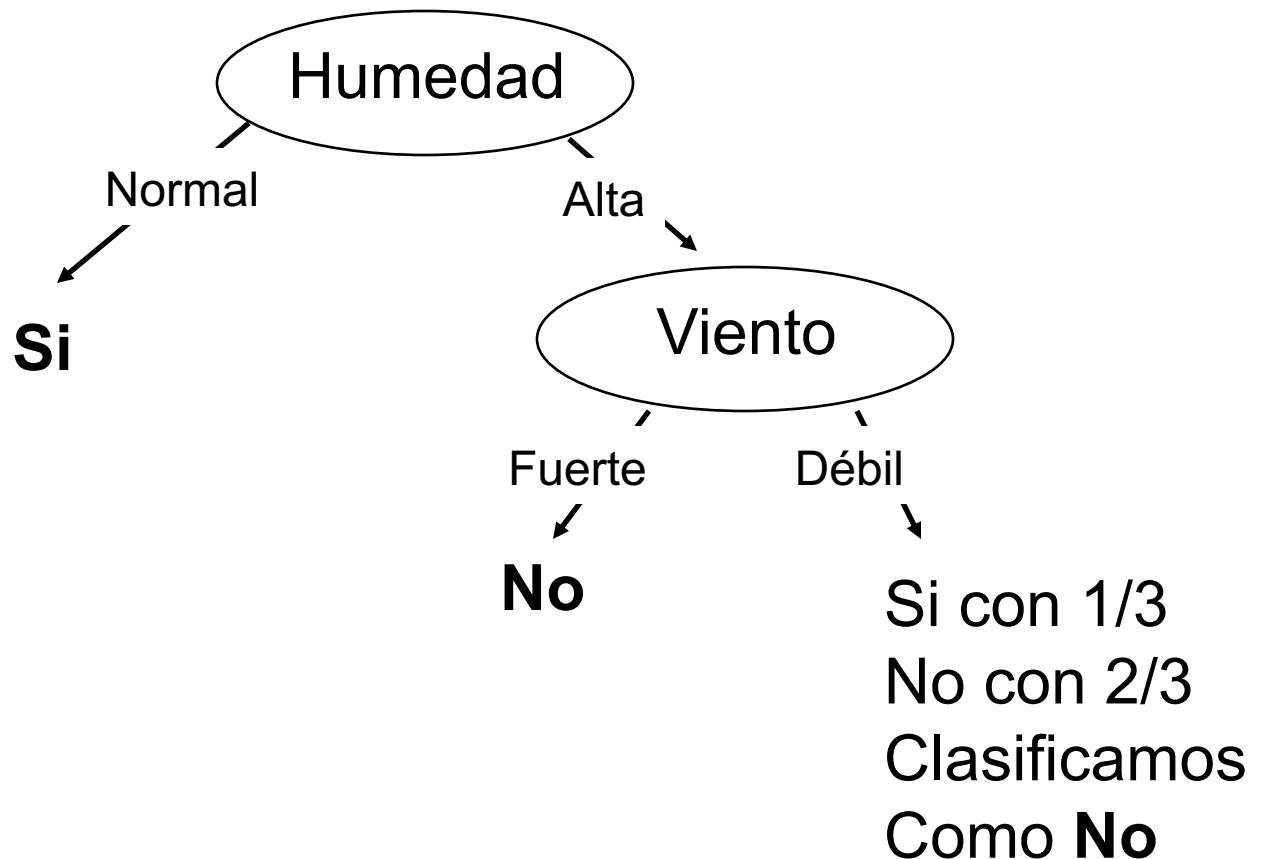 Humedad
Normal
Alta
Si
Viento
Fuerte
Débil
No
Si con 1/3
No con 2/3
Clasificamos
Como No